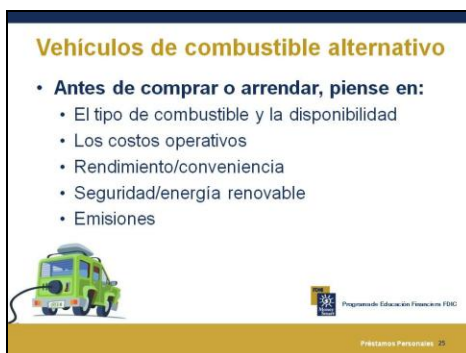 Vehículos de combustible alternativo
• Antes de comprar o arrendar, piense en:
• El tipo de combustible y la disponibilidad
• Los costos operativos
• Rendimiento/conveniencia
• Seguridad/energía renovable
• Emisiones
Programa de Educación Financiera FDIC
Préstamos Personales 25